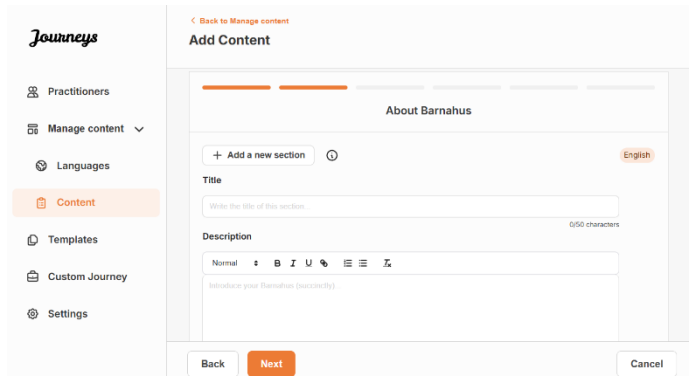 Journeys
Practitioners
Manage content
Languages
Content
Templates
Custom Journey
Settings
< Back to Manage content
Add Content
About Barnahus
+ Add a new section
English
Title
Write the title of this section.
0/50 characters
Description
Normal B I U
Introduce your Barnahus (succinctly)
Back
Next
Cancel